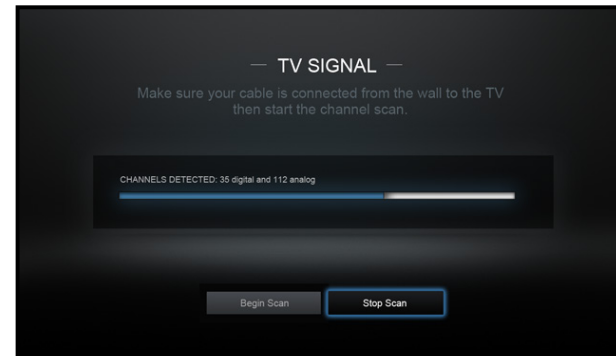 — TV SIGNAL —
Make sure your cable is connected from the wall to the TV
then start the channel scan.
CHANNELS DETECTED: 35 digital and 112 analog
Begin Scan
Stop Scan